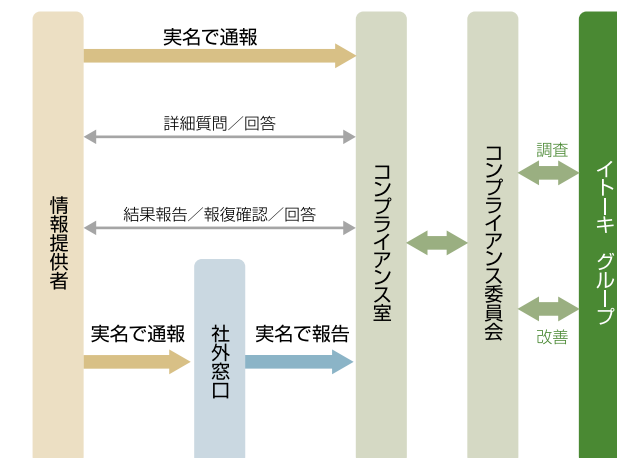 実名で通報
詳細質問／回答
結果報告／報復確認／回答
情報提供者
実名で通報
社外窓口
実名で報告
コンプライアンス室
コンプライアンス委員会
調査
改善
イトーキ グループ